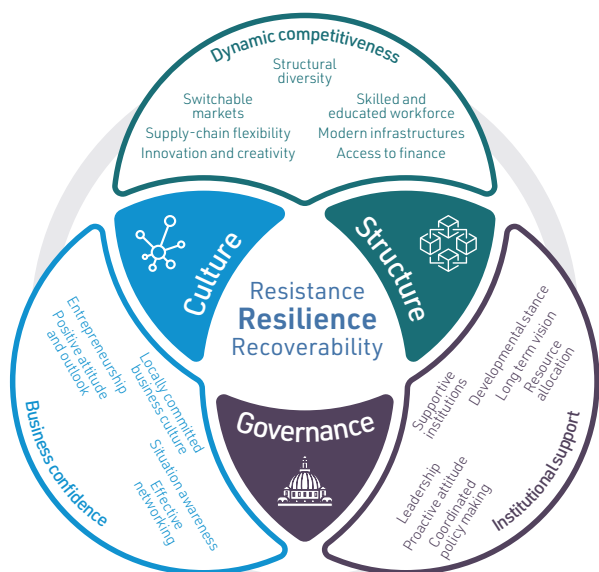 Dynamic competitiveness
Structural
diversity
Switchable
markets
Supply-chain flexibility
Innovation and creativity
Skilled and
educated workforce
Modern infrastructures
Access to finance
Culture
Structure
Resistance
Resilience
Recoverability
Governance
Entrepreneurship
Positive attitude
and outlook
Locally committed
business culture
Situation awareness
Effective
networking
Business confidence
Supportive
institutions
Developmental stance
Long term vision
Resource
allocation
Leadership
Proactive attitude
Coordinated
policy making
Institutional support